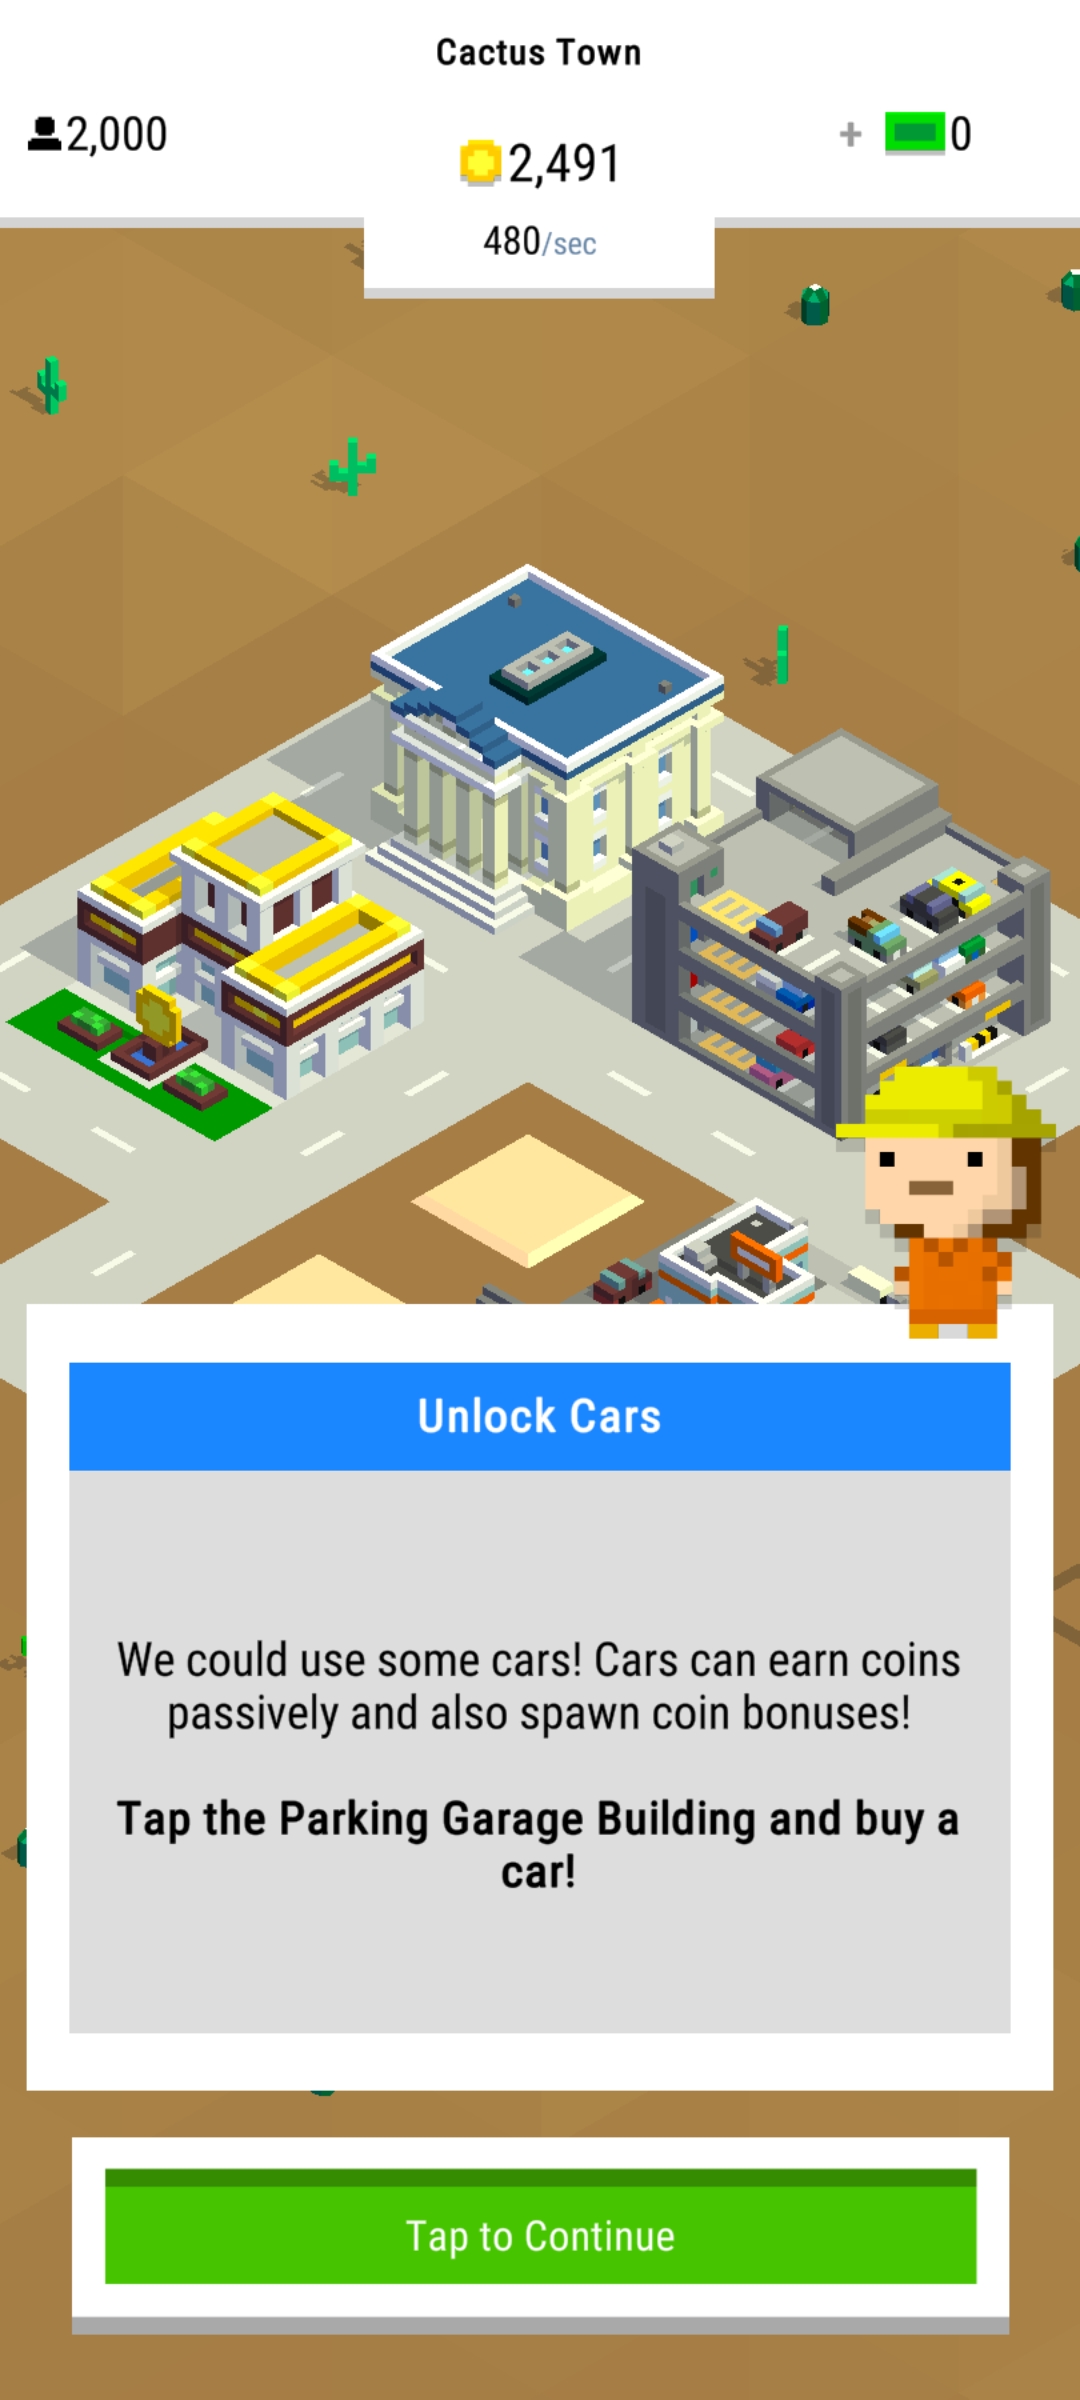 Cactus Town
2,000
2,491
+ 0
480/sec
Unlock Cars
We could use some cars! Cars can earn coins
passively and also spawn coin bonuses!
Tap the Parking Garage Building and buy a
car!
Tap to Continue